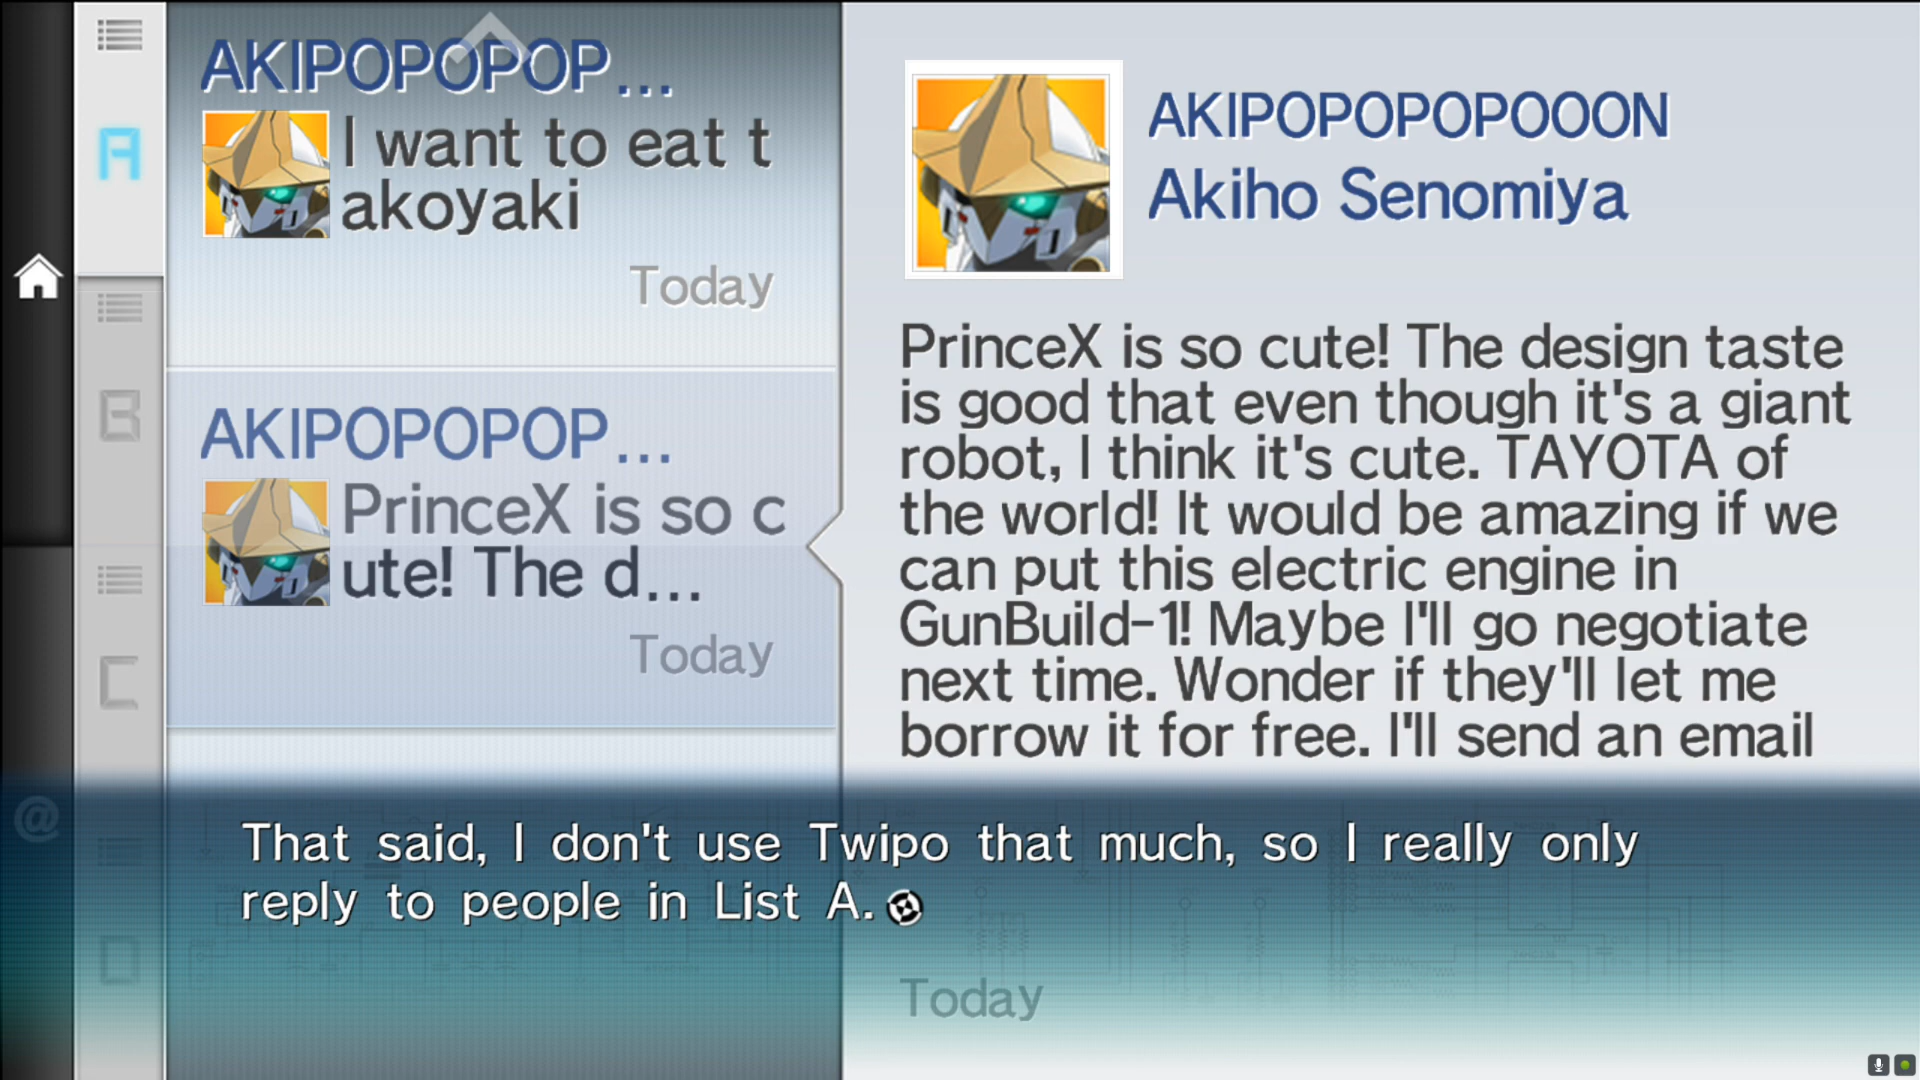 A
B
C
D
@
AKIPOPOPOP...
I want to eat t
akoyaki
Today
AKIPOPOPOP...
PrinceX is so c
ute! The d...
Today
AKIPOPOPOPOOON
Akiho Senomiya
PrinceX is so cute! The design taste
is good that even though it's a giant
robot, I think it's cute. TAYOTA of
the world! It would be amazing if we
can put this electric engine in
GunBuild-1! Maybe I'll go negotiate
next time. Wonder if they'll let me
borrow it for free. I'll send an email
Today
That said, I don't use Twipo that much, so I really only
reply to people in List A.